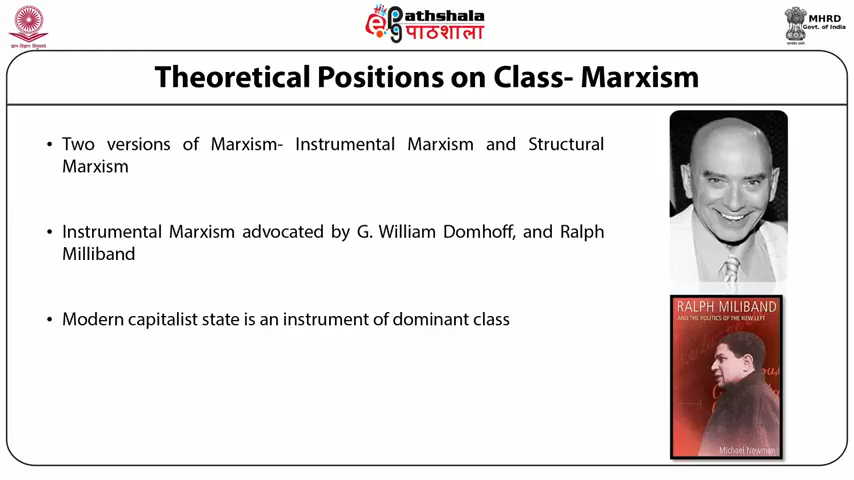 ePathshala
पाठशाला
MHRD
Govt. of India
Theoretical Positions on Class- Marxism
• Two versions of Marxism- Instrumental Marxism and Structural
Marxism
• Instrumental Marxism advocated by G. William Domhoff, and Ralph
Milliband
• Modern capitalist state is an instrument of dominant class
RALPH MILIBAND
AND THE POLITICS OF THE NEW LEFT
Michael Newman